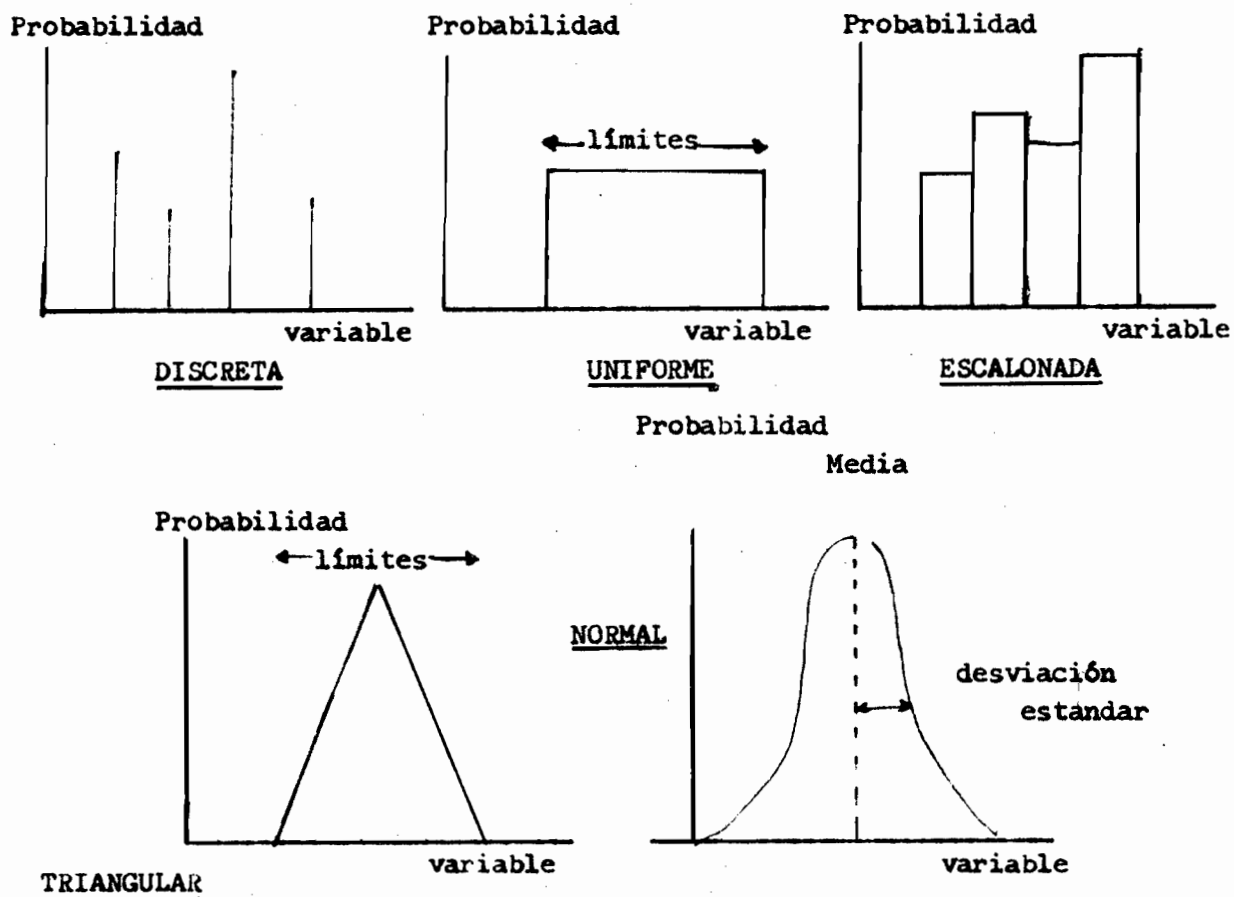 Probabilidad
Probabilidad
Probabilidad
límites
variable
variable
variable
DISCRETA
UNIFORME
ESCALONADA
Probabilidad
Media
Probabilidad
límites
NORMAL
desviación
estandar
variable
variable
TRIANGULAR